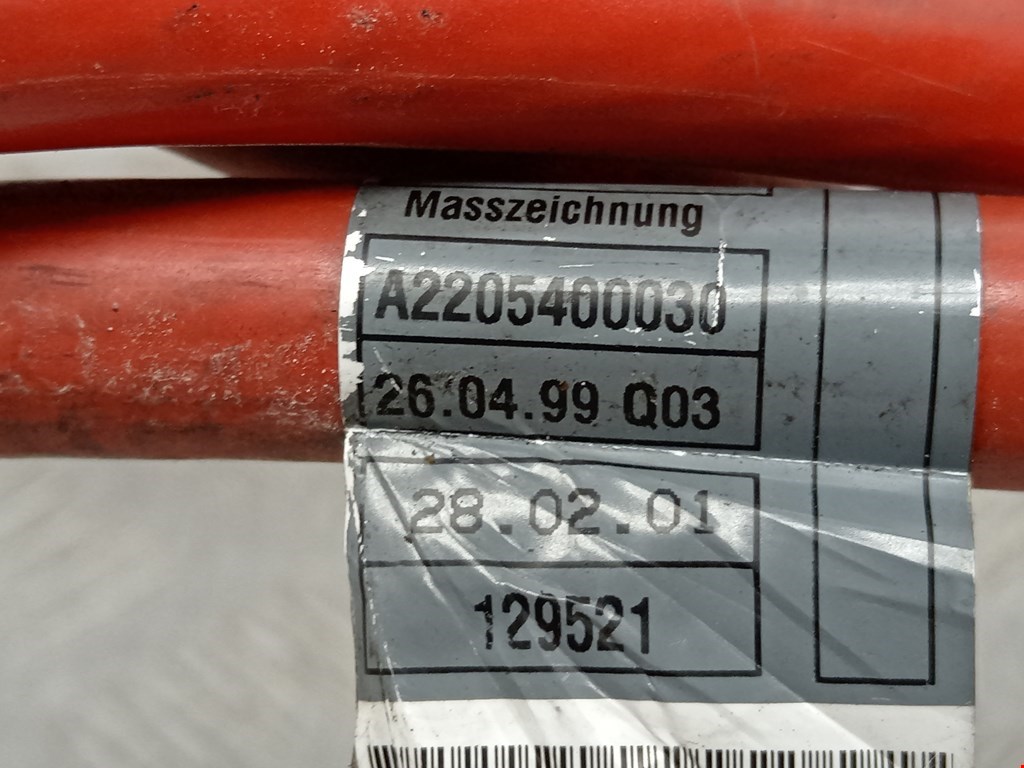 Masszeichnung
A2205400030
26.04.99 Q03
28.02.01
129521